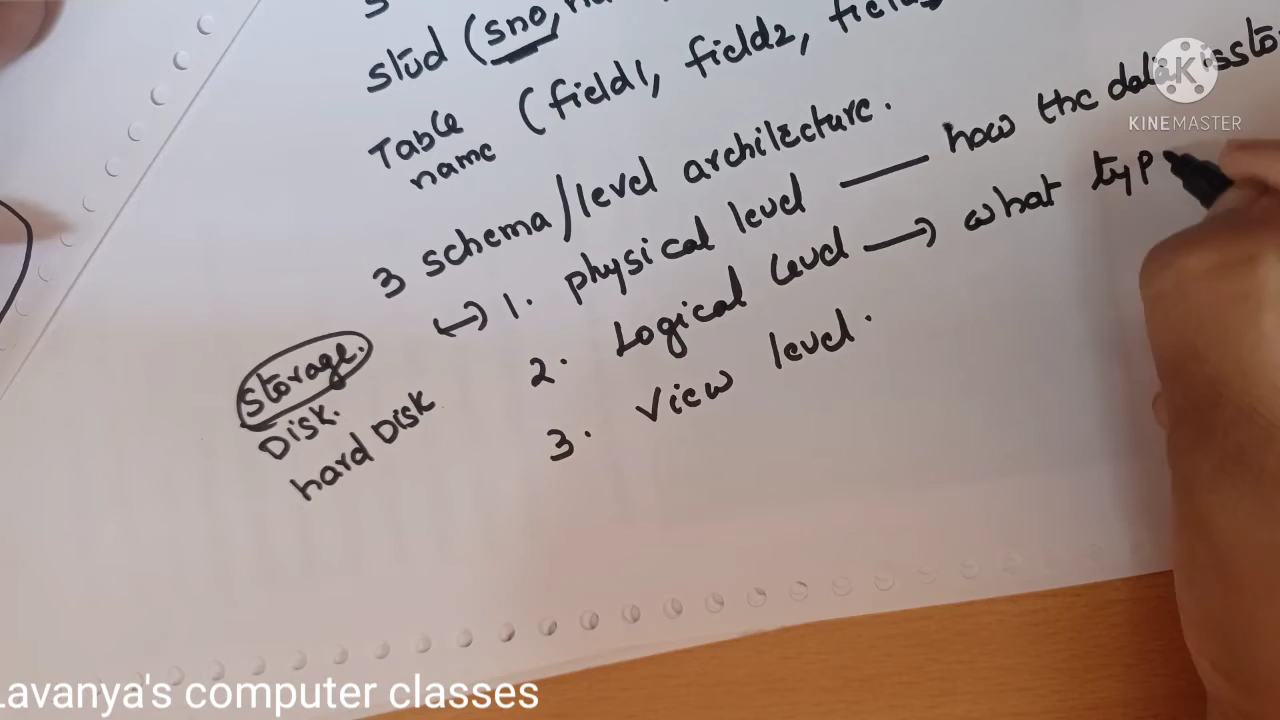 stud (sno,
Table name (field1, field2,
3 schema/level architecture.
1. physical level — how the data is
2. Logical level → what typ
3. View level.
Storage.
Disk.
hard Disk
KINEMASTER
Lavanya's computer classes